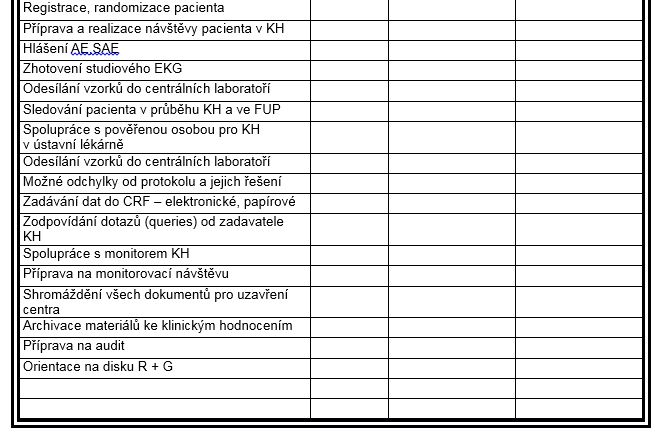 Registrace, randomizace pacienta
Příprava a realizace návštěvy pacienta v KH
Hlášení AE,SAE
Zhotovení studiového EKG
Odesílání vzorků do centrálních laboratoří
Sledování pacienta v průběhu KH a ve FUP
Spolupráce s pověřenou osobou pro KH
v ústavní lékárně
Odesílání vzorků do centrálních laboratoří
Možné odchylky od protokolu a jejich řešení
Zadávání dat do CRF – elektronické, papírové
Zodpovídání dotazů (queries) od zadavatele
KH
Spolupráce s monitorem KH
Příprava na monitorovací návštěvu
Shromáždění všech dokumentů pro uzavření
centra
Archivace materiálů ke klinickým hodnocením
Příprava na audit
Orientace na disku R + G